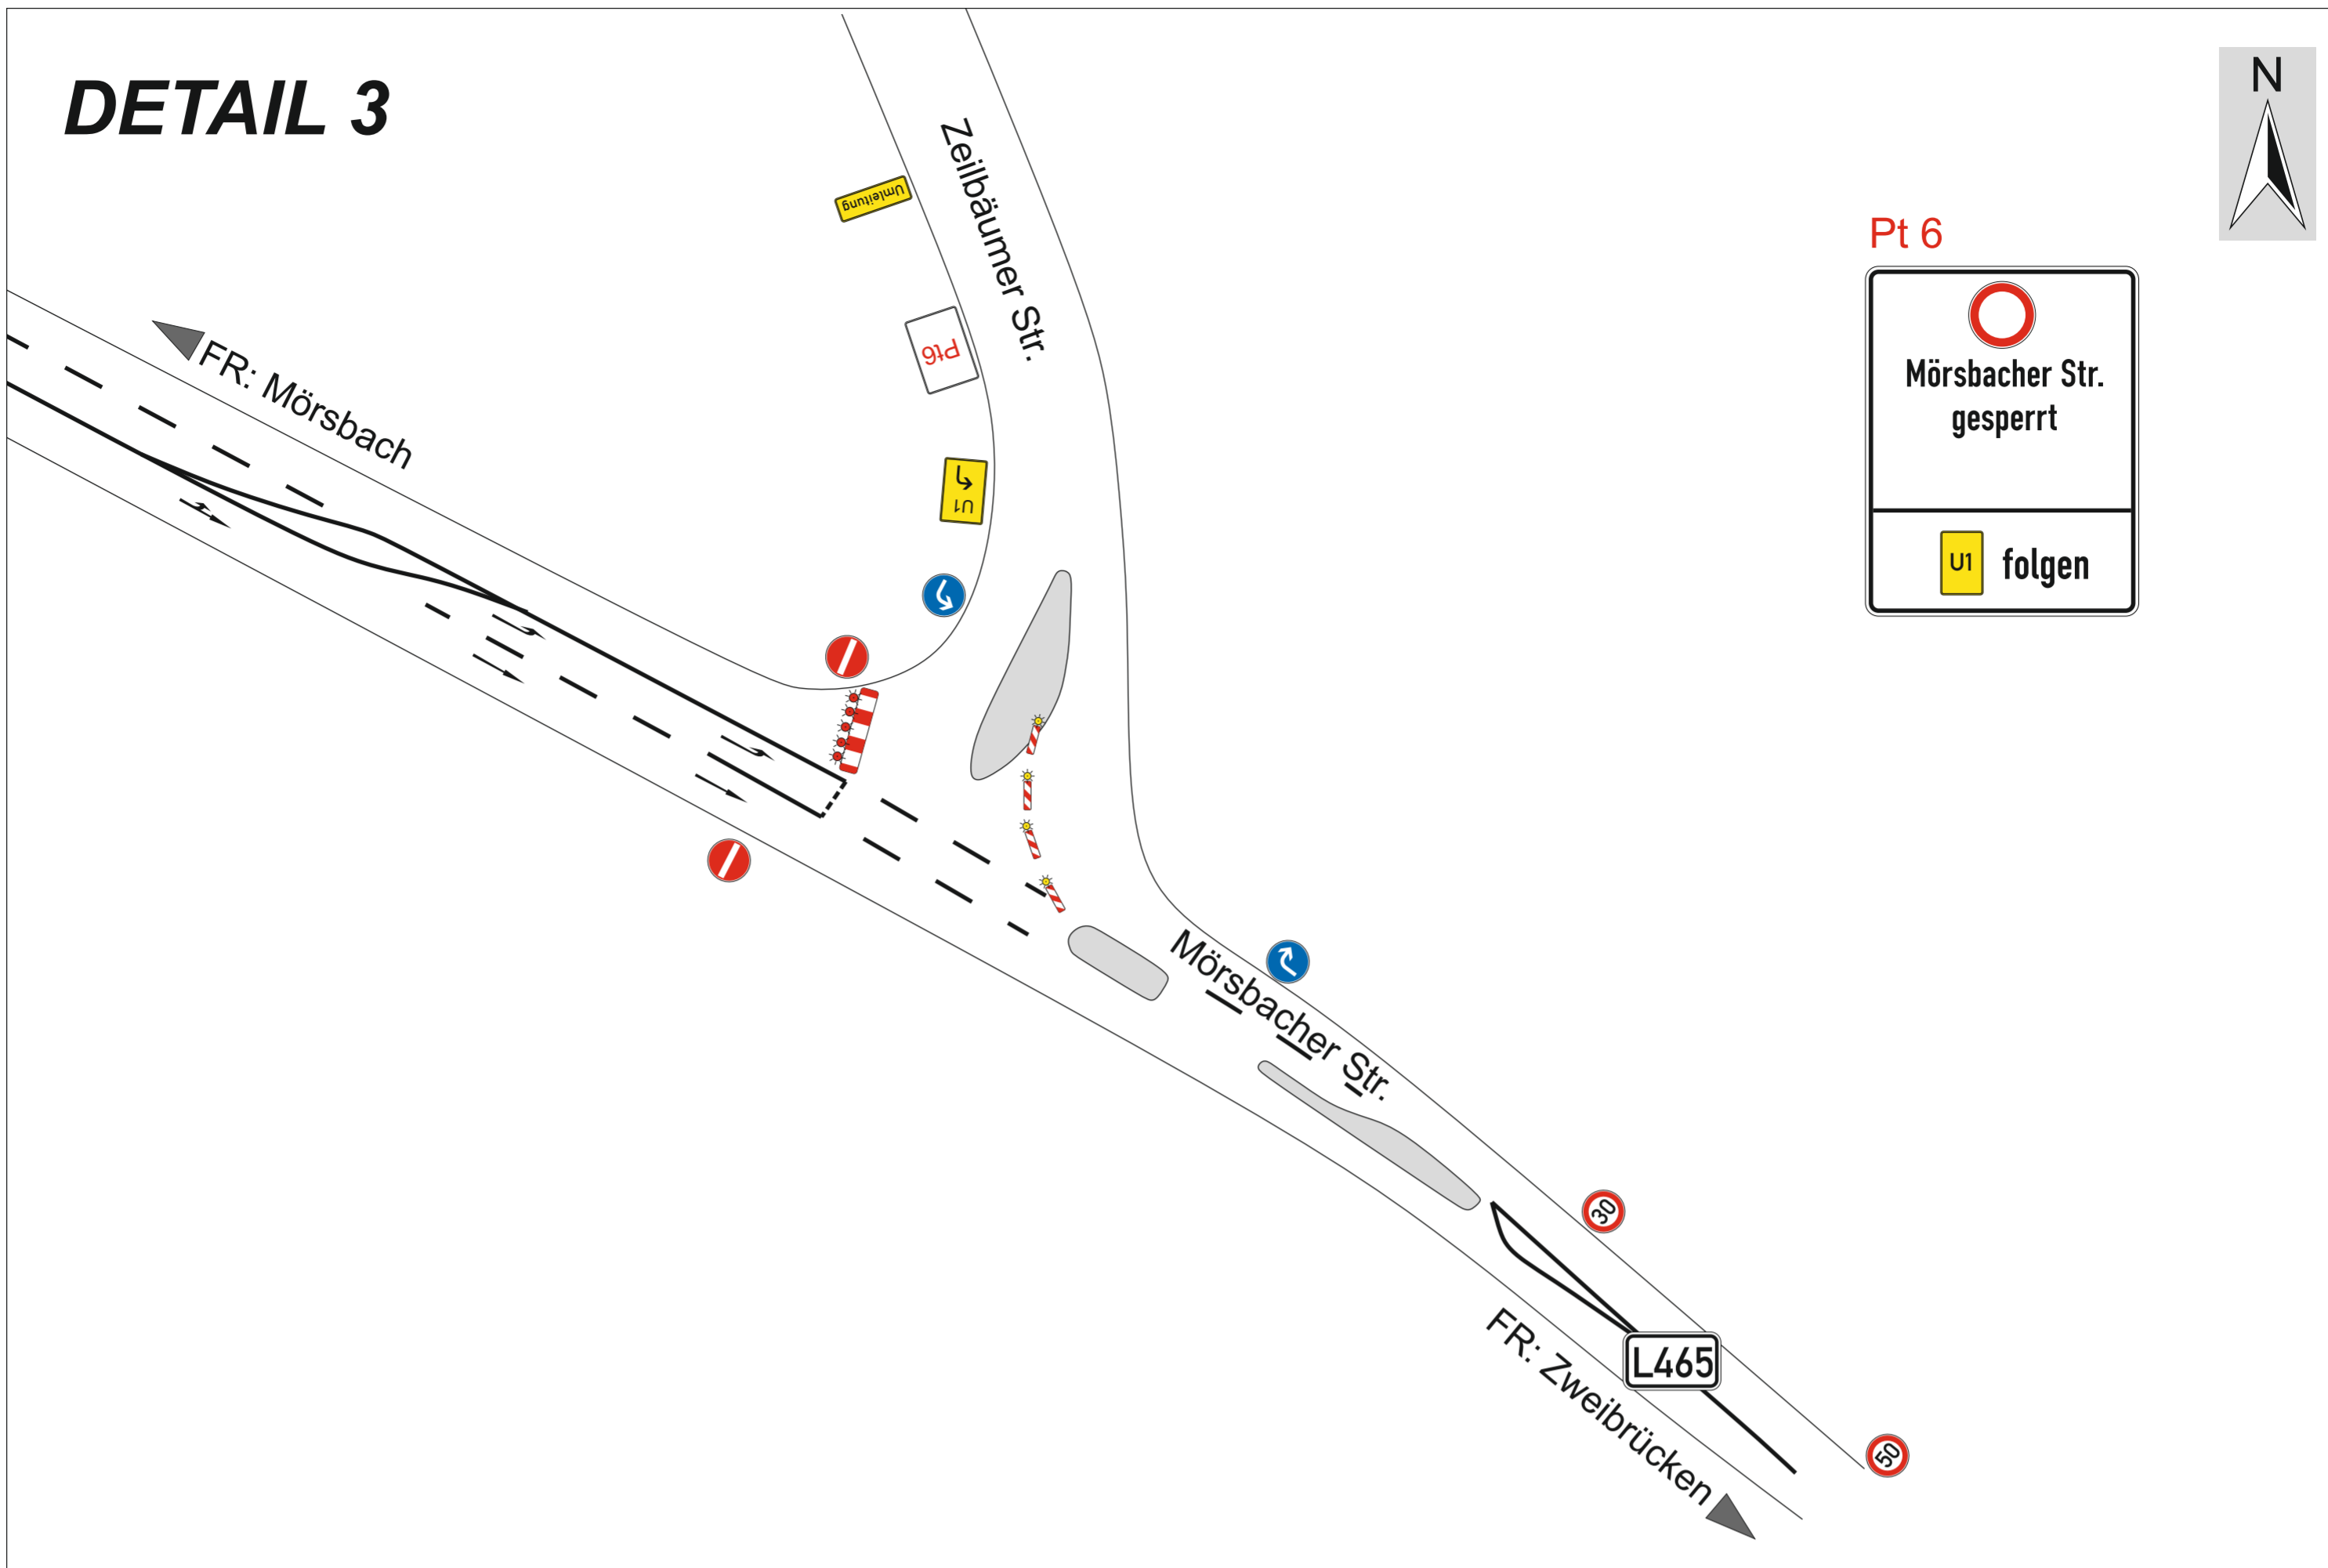 DETAIL 3
N
Zeilbäumer Str.
Umleitung
Pt 6
Pt6
FR: Mörsbach
Mörsbacher Str.
gesperrt
U1
U1 folgen
Mörsbacher Str.
30
FR: Zweibrücken
L465
50